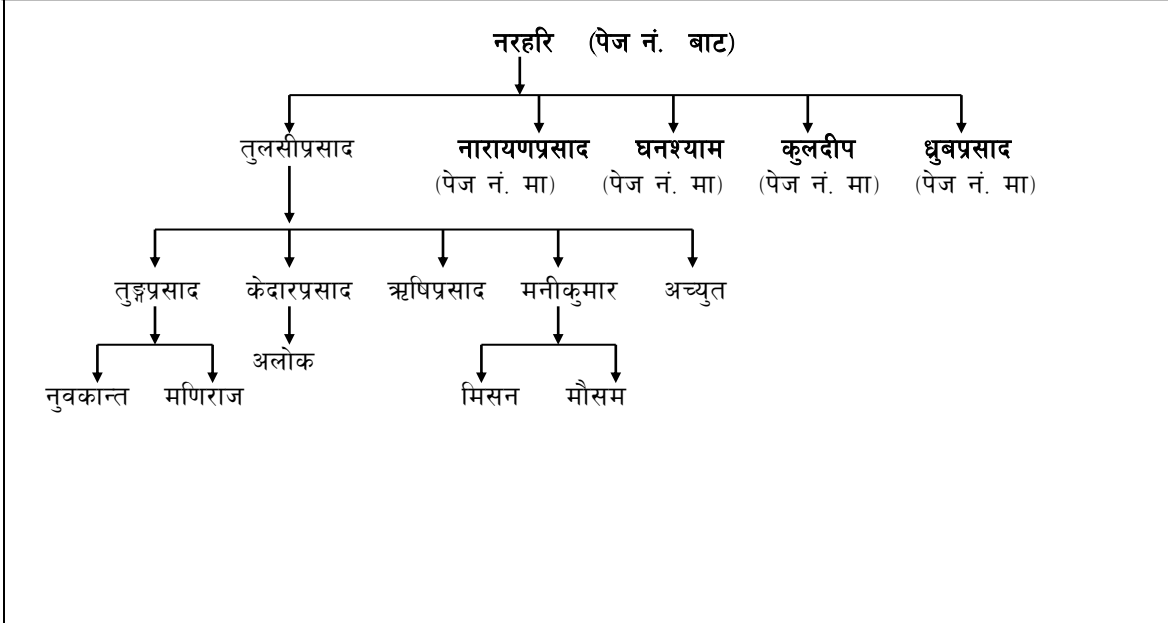 नरहरि (पेज नं. बाट)
तुलसीप्रसाद नारायणप्रसाद घनश्याम कुलदीप ध्रुबप्रसाद
(पेज नं. मा) (पेज नं. मा) (पेज नं. मा) (पेज नं. मा)
तुङ्गप्रसाद केदारप्रसाद ऋषिप्रसाद मनीकुमार अच्युत
अलोक
नुवकान्त मणिराज मिसन मौसम